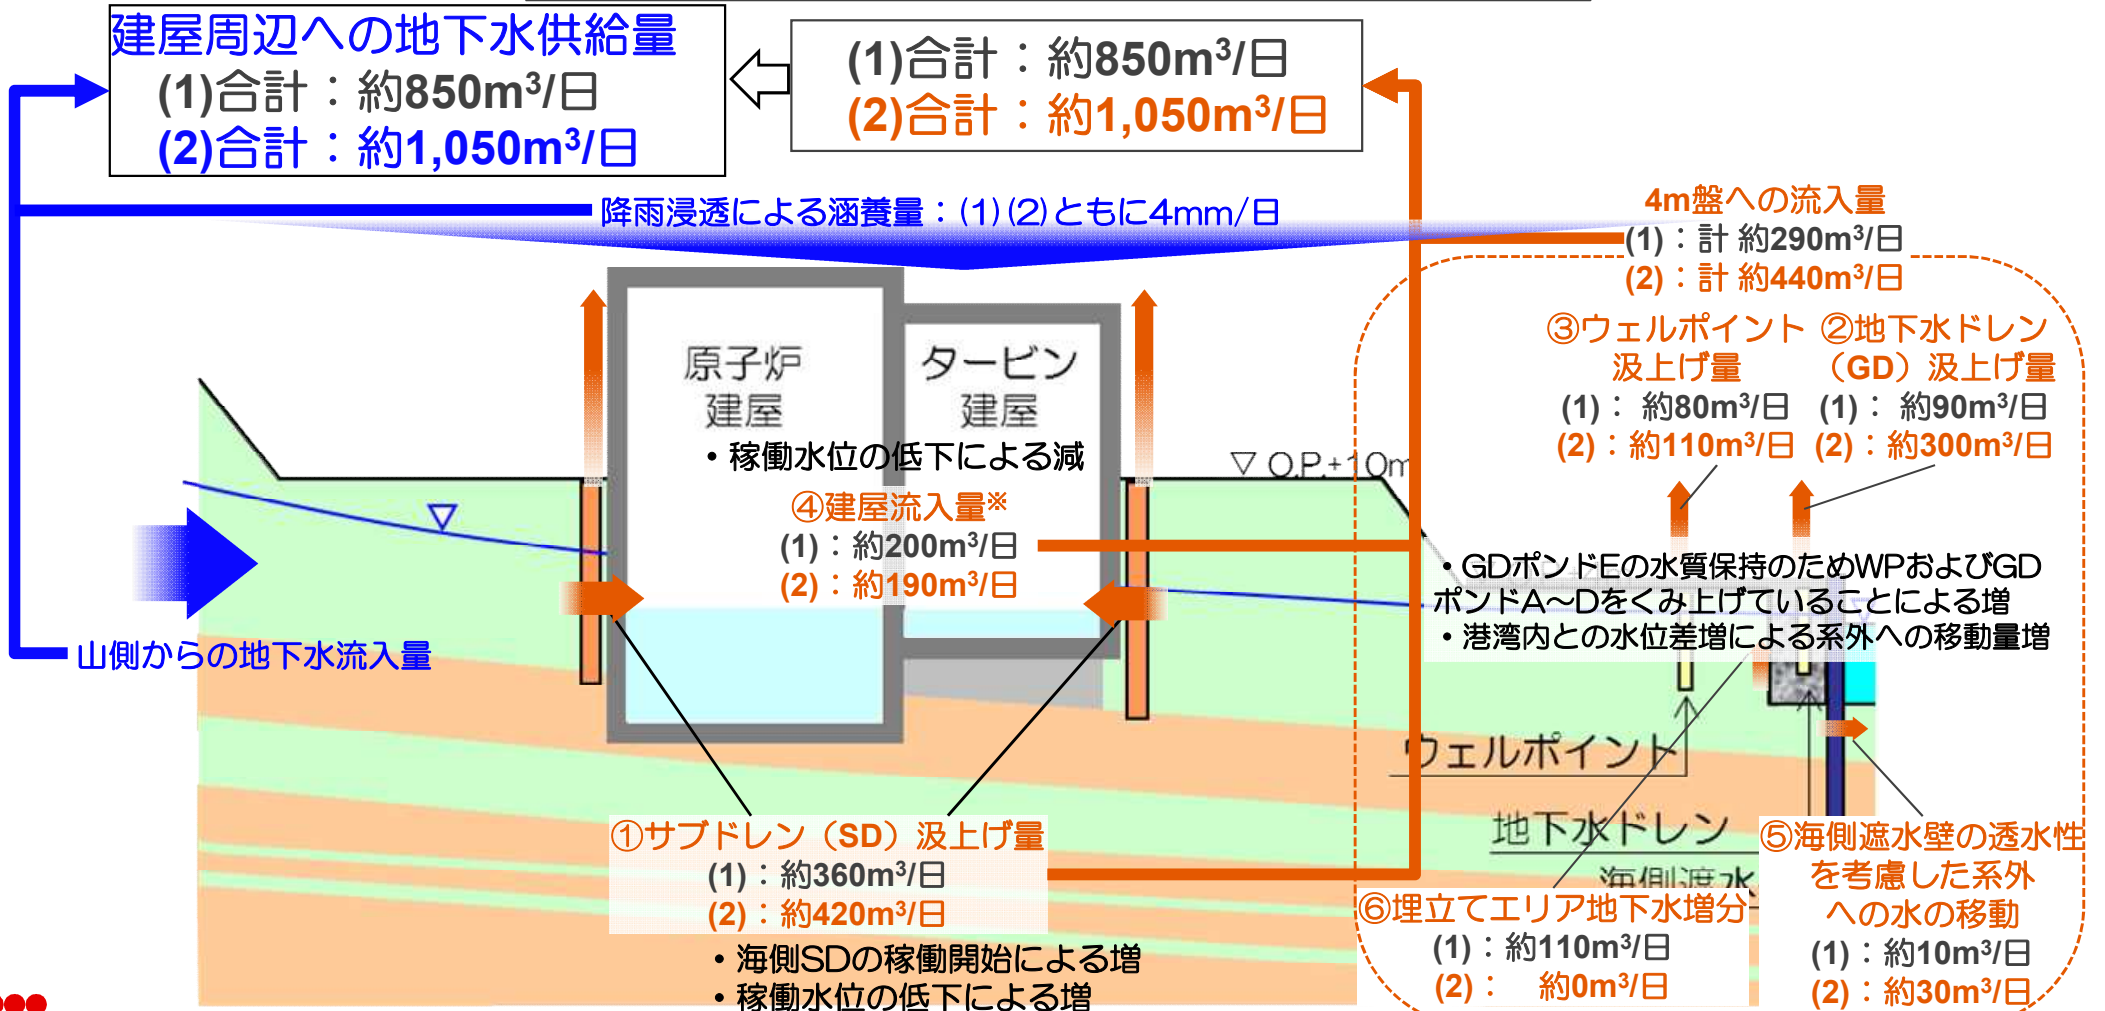 建屋周辺への地下水供給量
(1)合計：約850m³/日
(2)合計：約1,050m³/日
(1)合計：約850m³/日
(2)合計：約1,050m³/日
降雨浸透による涵養量：(1)(2)ともに4mm/日
4m盤への流入量
(1)：計 約290m³/日
(2)：計 約440m³/日
③ウェルポイント
汲上げ量
(1)： 約80m³/日
(2)：約110m³/日
②地下水ドレン
（GD）汲上げ量
(1)： 約90m³/日
(2)：約300m³/日
原子炉
建屋
タービン
建屋
・稼働水位の低下による減
▽ O.P.+10m
④建屋流入量※
(1)：約200m³/日
(2)：約190m³/日
・GDポンドEの水質保持のためWPおよびGD
ポンドA～Dをくみ上げていることによる増
・港湾内との水位差増による系外への移動量増
山側からの地下水流入量
ウェルポイント
地下水ドレン
海側遮水
①サブドレン（SD）汲上げ量
(1)：約360m³/日
(2)：約420m³/日
・海側SDの稼働開始による増
・稼働水位の低下による増
⑥埋立てエリア地下水増分
(1)：約110m³/日
(2)： 約0m³/日
⑤海側遮水壁の透水性
を考慮した系外
への水の移動
(1)：約10m³/日
(2)：約30m³/日